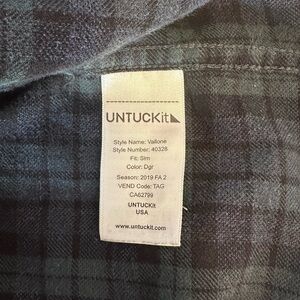 UNTUCKit
Style Name: Vallone
Style Number: 40328
Fit: Slim
Color: Dgr
Season: 2019 FA 2
VEND Code: TAG
CA62799
UNTUCKit
USA
www.untuckit.com